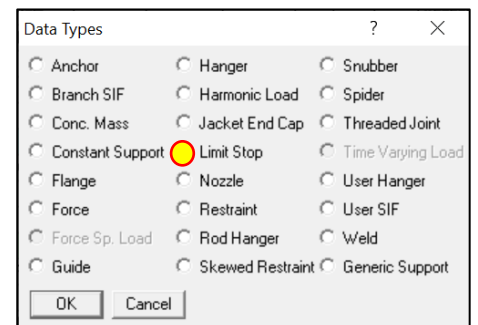 Data Types ? ×
Anchor Hanger Snubber
Branch SIF Harmonic Load Spider
Conc. Mass Jacket End Cap Threaded Joint
Constant Support Limit Stop Time Varying Load
Flange Nozzle User Hanger
Force Restraint User SIF
Force Sp. Load Rod Hanger Weld
Guide Skewed Restraint Generic Support
OK Cancel